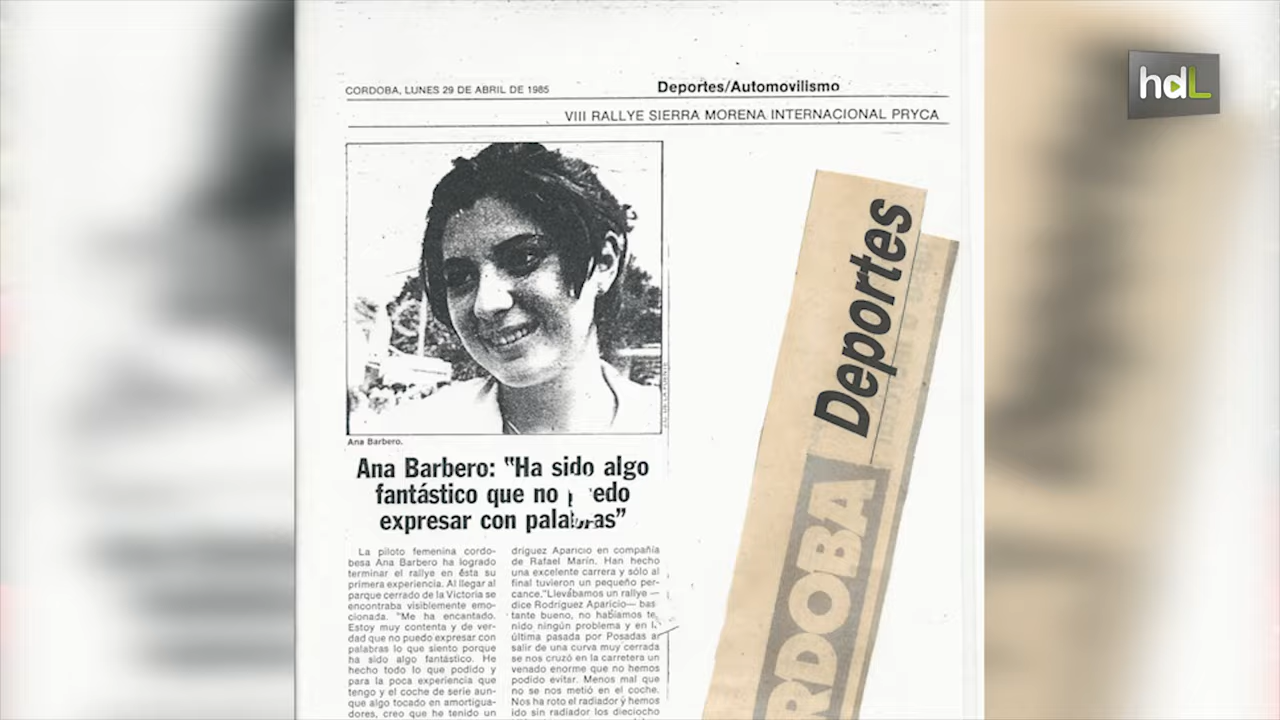 hdL
CORDOBA, LUNES 29 DE ABRIL DE 1985
Deportes/Automovilismo
VIII RALLYE SIERRA MORENA INTERNACIONAL PRYCA
Ana Barbero.
Ana Barbero: "Ha sido algo
fantástico que no edo
expresar con palabras"
La piloto femenina cordo-
besa Ana Barbero ha logrado
terminar el rallye en ésta su
primera experiencia. Al llegar al
parque cerrado de la Victoria se
encontraba visiblemente emo-
cionada. "Me ha encantado.
Estoy muy contenta y de ver-
dad que no puedo expresar con
palabras lo que siento porque
ha sido algo fantástico. He
hecho todo lo que podido y
para la poca experiencia que
tengo y el coche de serie aun-
que algo tocado en amortigua-
dores, creo que he tenido un
dríguez Aparicio en compañía
de Rafael Marín. Han hecho
una excelente carrera y sólo al
final tuvieron un pequeño per-
cance."Llevábamos un rallye —
dice Rodríguez Aparicio— bas
tante bueno, no habíamos te
nido ningún problema y en l
última pasada por Posadas a
salir de una curva muy cerrada
se nos cruzó en la carretera un
venado enorme que no hemos
podido evitar. Menos mal que
no se nos metió en el coche.
Nos ha roto el radiador y hemos
ido sin radiador los dieciocho
Deportes
RDOBA